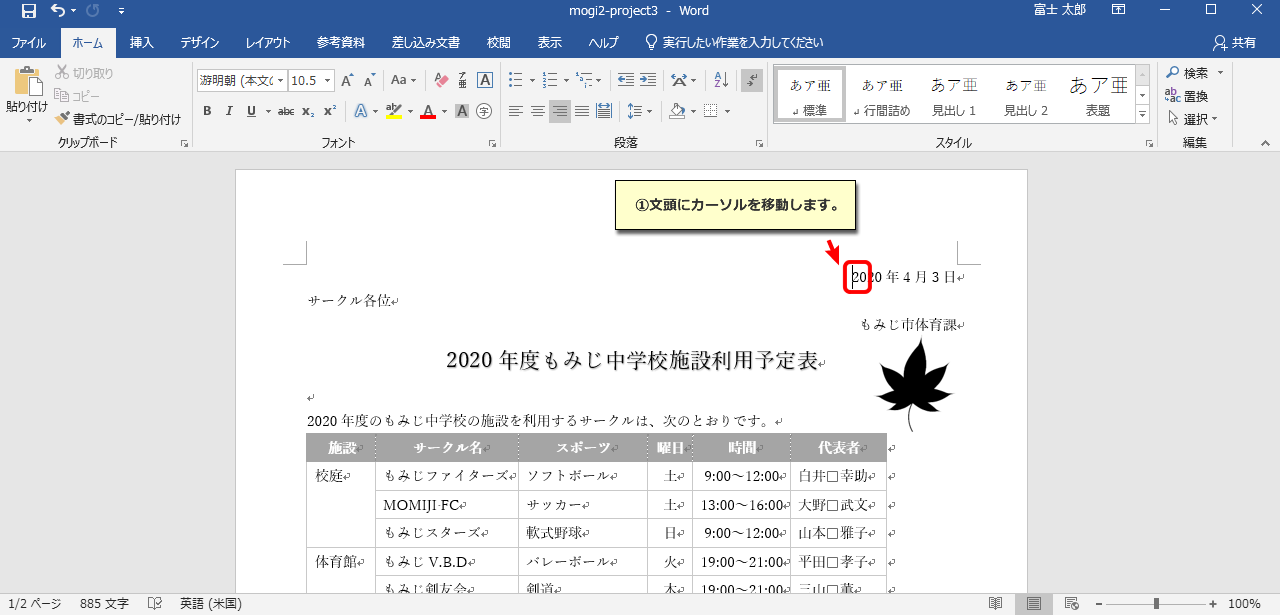 mogi2-project3 - Word
富士 太郎
ファイル ホーム 挿入 デザイン レイアウト 参考資料 差し込み文書 校閲 表示 ヘルプ 実行したい作業を入力してください 共有
貼り付け
切り取り
コピー
書式のコピー/貼り付け
クリップボード
游明朝 (本文の 10.5 A A Aa
B I U abc x₂ x² A ab A A 字
フォント
段落
あア亜 あア亜 あア亜 あア亜 あア亜
↲標準 ↲行間詰め 見出し 1 見出し 2 表題
スタイル
検索
置換
選択
編集
①文頭にカーソルを移動します。
2020 年 4 月 3 日↵
サークル各位↵
もみじ市体育課↵
2020 年度もみじ中学校施設利用予定表↵
↵
2020 年度のもみじ中学校の施設を利用するサークルは、次のとおりです。↵
施設 サークル名 スポーツ 曜日 時間 代表者
校庭 もみじファイターズ ソフトボール 土 9:00～12:00 白井□幸助
MOMIJI·FC サッカー 土 13:00～16:00 大野□武文
もみじスターズ 軟式野球 日 9:00～12:00 山本□雅子
体育館 もみじ V.B.D バレーボール 火 19:00～21:00 平田□孝子
もみじ剣友会 剣道 木 19:00～21:00 三山□薫
1/2 ページ 885 文字 英語 (米国) 100%